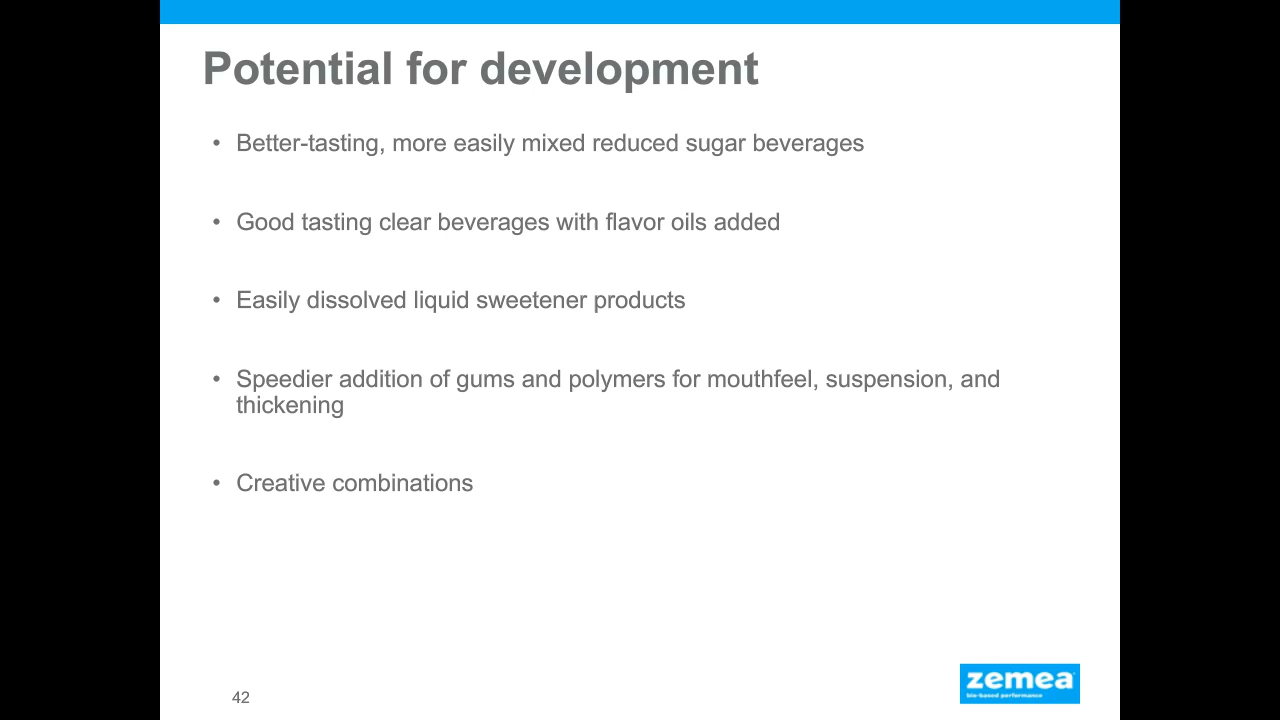 Potential for development
• Better-tasting, more easily mixed reduced sugar beverages
• Good tasting clear beverages with flavor oils added
• Easily dissolved liquid sweetener products
• Speedier addition of gums and polymers for mouthfeel, suspension, and
thickening
• Creative combinations
zemea
bio-based performance
42